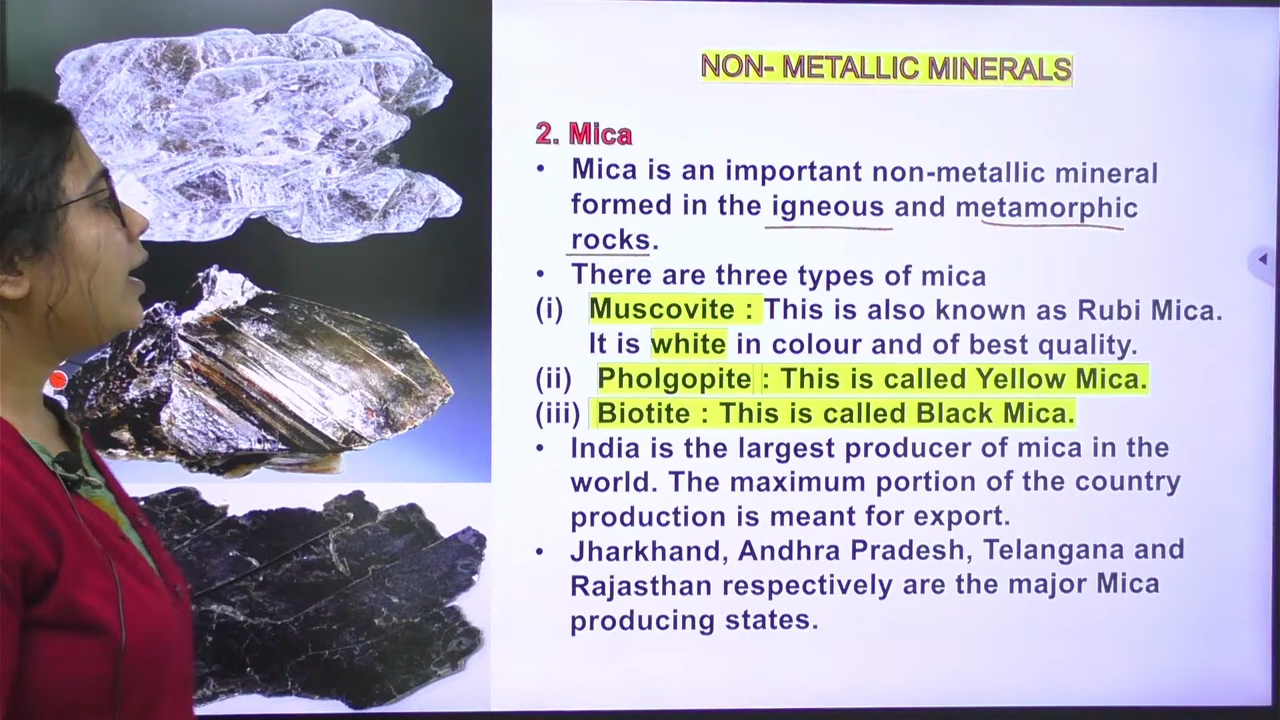 NON- METALLIC MINERALS
2. Mica
• Mica is an important non-metallic mineral
formed in the igneous and metamorphic
rocks.
• There are three types of mica
(i) Muscovite : This is also known as Rubi Mica.
It is white in colour and of best quality.
(ii) Pholgopite : This is called Yellow Mica.
(iii) Biotite : This is called Black Mica.
• India is the largest producer of mica in the
world. The maximum portion of the country
production is meant for export.
• Jharkhand, Andhra Pradesh, Telangana and
Rajasthan respectively are the major Mica
producing states.